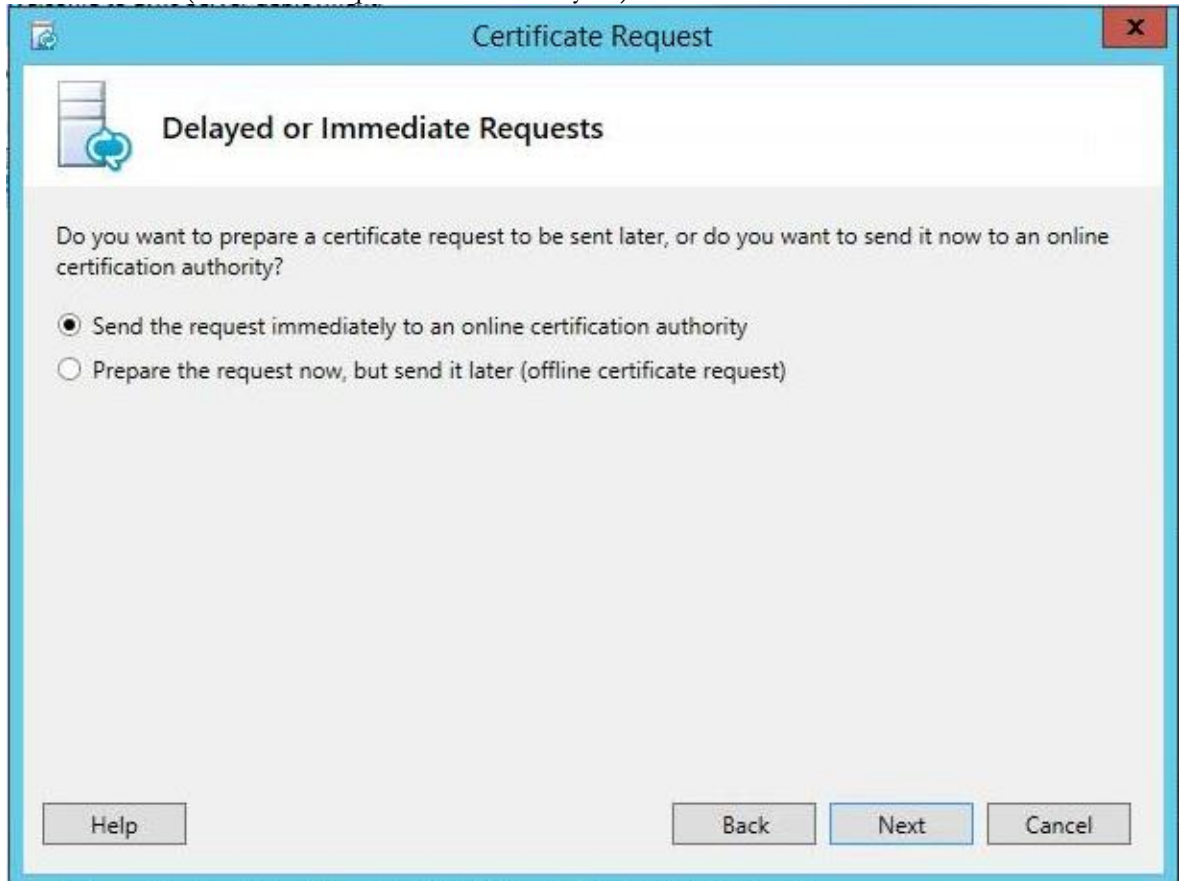 Certificate Request
x
Delayed or Immediate Requests
Do you want to prepare a certificate request to be sent later, or do you want to send it now to an online
certification authority?
Send the request immediately to an online certification authority
Prepare the request now, but send it later (offline certificate request)
Help Back Next Cancel